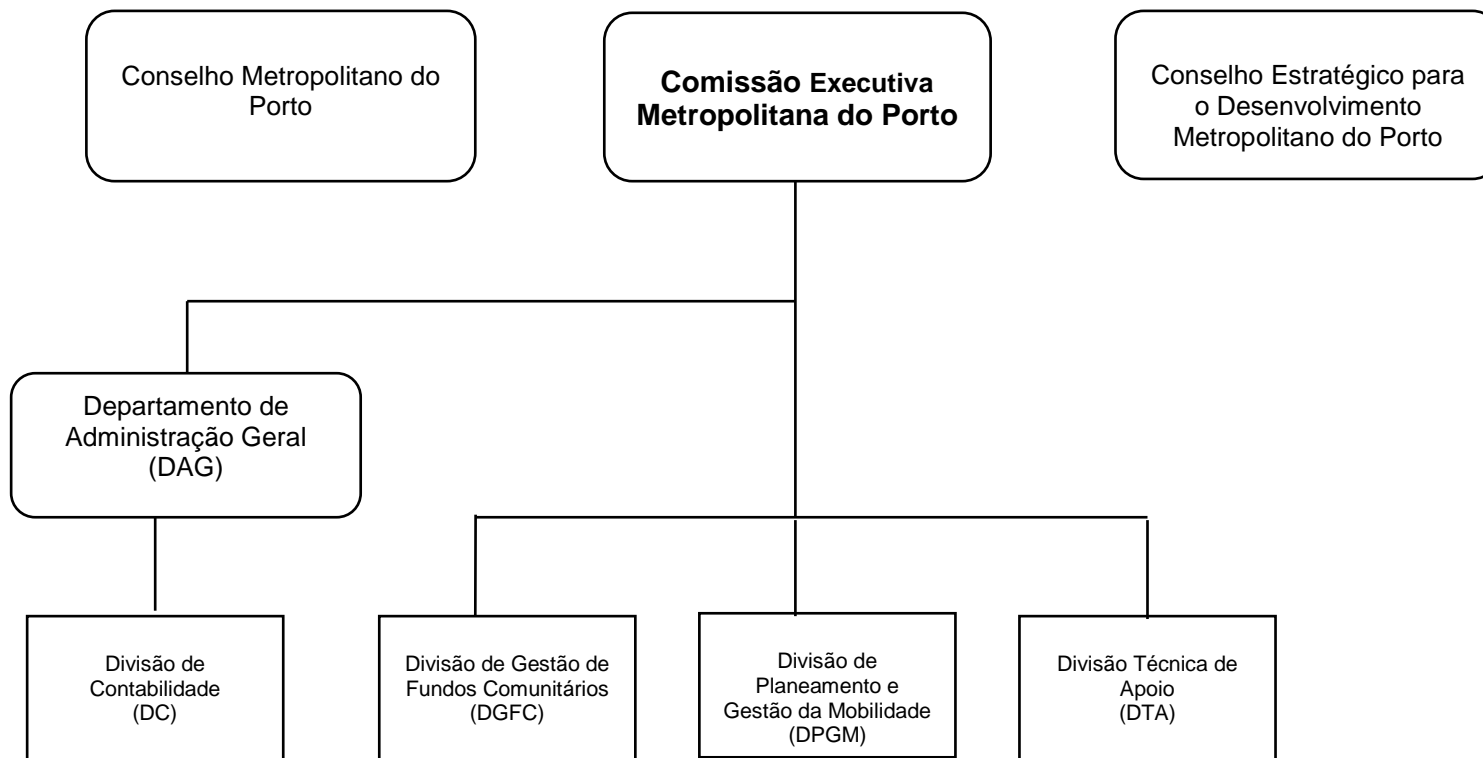 Conselho Metropolitano do
Porto
Comissão Executiva
Metropolitana do Porto
Conselho Estratégico para
o Desenvolvimento
Metropolitano do Porto
Departamento de
Administração Geral
(DAG)
Divisão de
Contabilidade
(DC)
Divisão de Gestão de
Fundos Comunitários
(DGFC)
Divisão de
Planeamento e
Gestão da Mobilidade
(DPGM)
Divisão Técnica de
Apoio
(DTA)